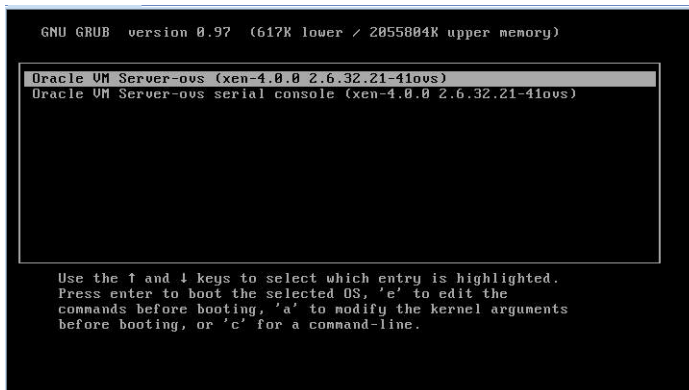 GNU GRUB version 0.97 (617K lower / 2055804K upper memory)
Oracle VM Server-ovs (xen-4.0.0 2.6.32.21-41ovs)
Oracle VM Server-ovs serial console (xen-4.0.0 2.6.32.21-41ovs)
Use the ↑ and ↓ keys to select which entry is highlighted.
Press enter to boot the selected OS, 'e' to edit the
commands before booting, 'a' to modify the kernel arguments
before booting, or 'c' for a command-line.